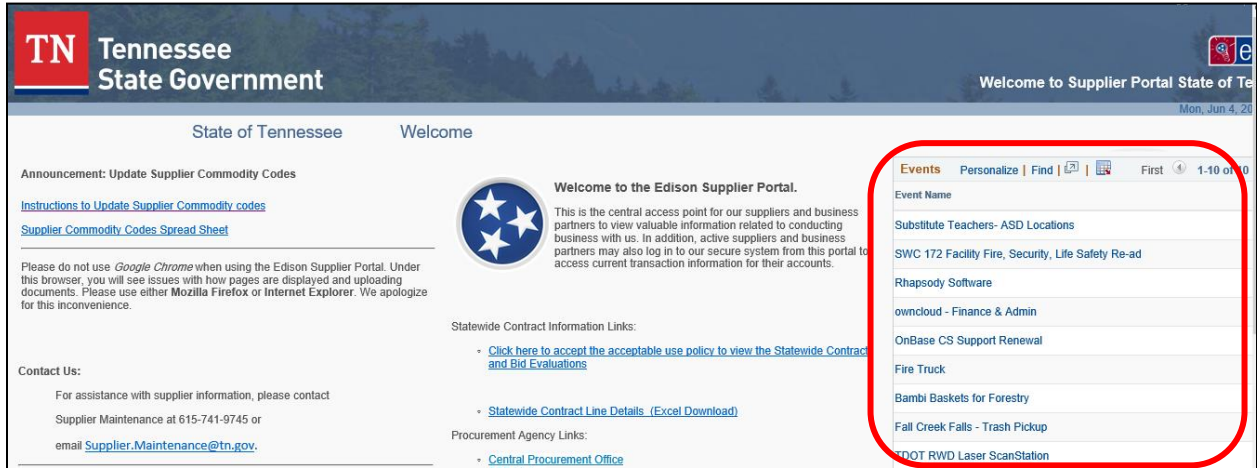 TN Tennessee
State Government
Welcome to Supplier Portal State of
Mon, Jun 4,
State of Tennessee Welcome
Announcement: Update Supplier Commodity Codes
Instructions to Update Supplier Commodity codes
Supplier Commodity Codes Spread Sheet
Please do not use Google Chrome when using the Edison Supplier Portal. Under
this browser, you will see issues with how pages are displayed and uploading
documents. Please use either Mozilla Firefox or Internet Explorer. We apologize
for this inconvenience.
Contact Us:
For assistance with supplier information, please contact
Supplier Maintenance at 615-741-9745 or
email Supplier.Maintenance@tn.gov.
Welcome to the Edison Supplier Portal.
This is the central access point for our suppliers and business
partners to view valuable information related to conducting
business with us. In addition, active suppliers and business
partners may also log in to our secure system from this portal to
access current transaction information for their accounts.
Statewide Contract Information Links:
Click here to accept the acceptable use policy to view the Statewide Contract
and Bid Evaluations
Statewide Contract Line Details (Excel Download)
Procurement Agency Links:
Central Procurement Office
Events Personalize | Find | | First 1-10 of 10
Event Name
Substitute Teachers- ASD Locations
SWC 172 Facility Fire, Security, Life Safety Re-ad
Rhapsody Software
owncloud - Finance & Admin
OnBase CS Support Renewal
Fire Truck
Bambi Baskets for Forestry
Fall Creek Falls - Trash Pickup
TDOT RWD Laser ScanStation